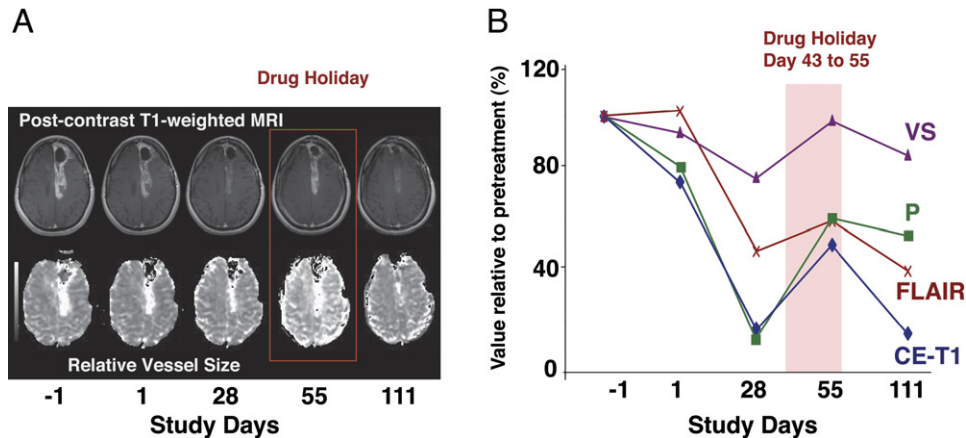 A
Drug Holiday
Post-contrast T1-weighted MRI
Relative Vessel Size
-1 1 28 55 111
Study Days
B
Drug Holiday
Day 43 to 55
Value relative to pretreatment (%)
120
80
40
0
VS
P
FLAIR
CE-T1
-1 1 28 55 111
Study Days